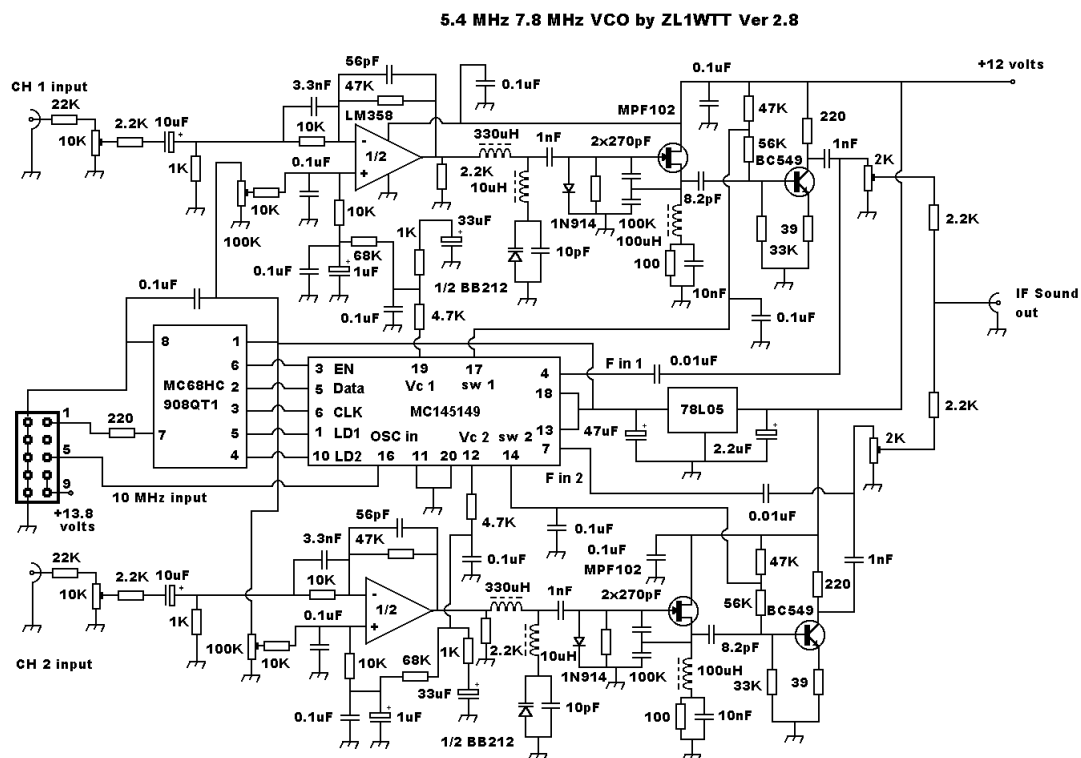 5.4 MHz 7.8 MHz VCO by ZL1WTT Ver 2.8
CH 1 input
22K
10K
2.2K
10uF
+
1K
3.3nF
56pF
47K
10K
LM358
-
1/2
+
0.1uF
0.1uF
100K
10K
10K
68K
0.1uF
1uF
+
0.1uF
1K
33uF
+
4.7K
1/2 BB212
330uH
2.2K
10uH
10pF
1nF
1N914
2x270pF
100K
MPF102
0.1uF
100uH
100
10nF
8.2pF
47K
56K
BC549
220
1nF
39
33K
2K
+12 volts
2.2K
IF Sound
out
2.2K
2K
0.1uF
0.1uF
MC68HC
908QT1
8
7
1
6
2
3
5
4
1
5
9
220
10 MHz input
+13.8
volts
3 EN
5 Data
6 CLK
1 LD1
10 LD2
19
Vc 1
17
sw 1
MC145149
OSC in
16
11
20
Vc 2
12
sw 2
14
4
18
13
7
F in 1
0.01uF
78L05
47uF
+
2.2uF
+
F in 2
0.01uF
CH 2 input
22K
10K
2.2K
10uF
+
1K
3.3nF
56pF
47K
10K
-
1/2
+
0.1uF
100K
10K
10K
68K
0.1uF
1uF
+
4.7K
0.1uF
1K
33uF
+
1/2 BB212
330uH
2.2K
10uH
10pF
1nF
1N914
2x270pF
100K
0.1uF
0.1uF
MPF102
8.2pF
100uH
100
10nF
47K
56K
BC549
220
1nF
33K
39